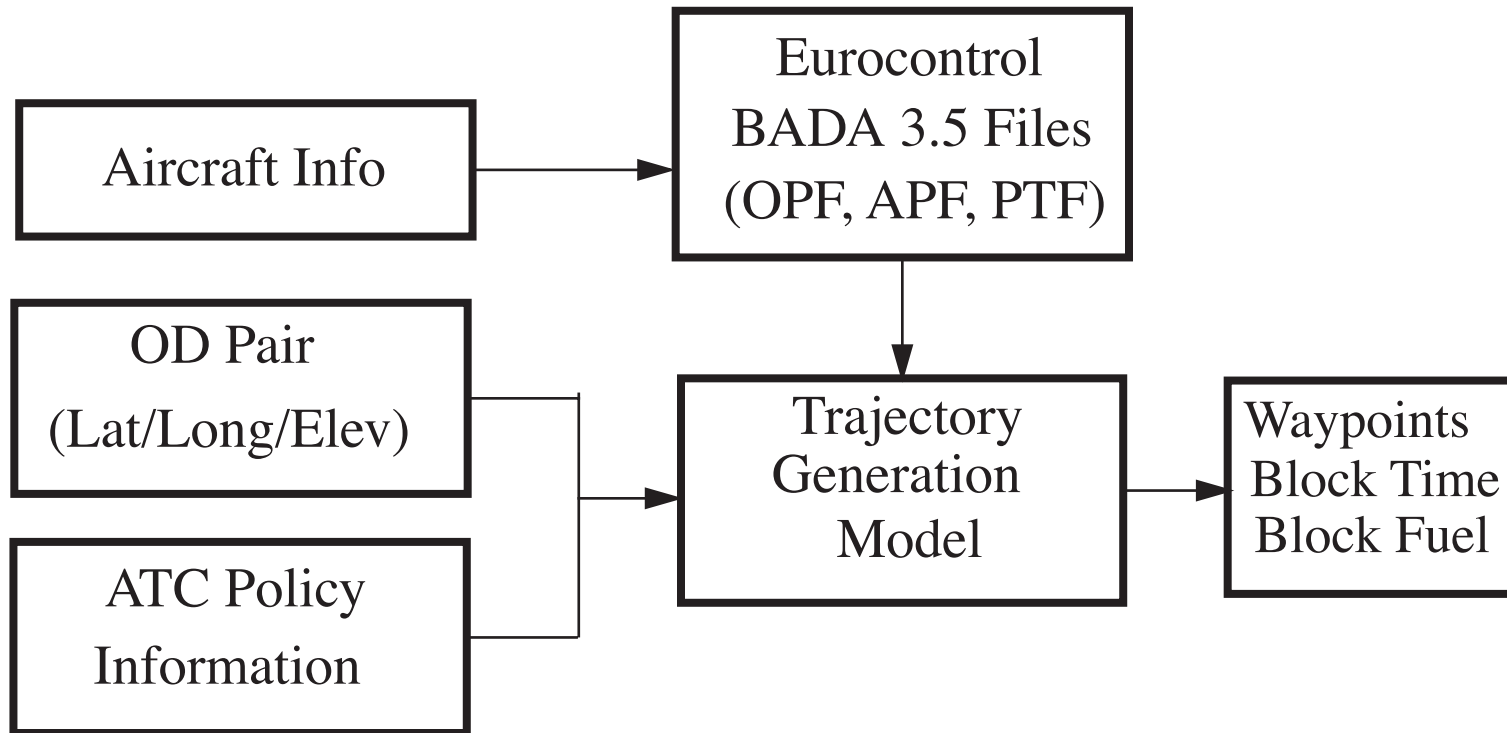 Eurocontrol
BADA 3.5 Files
(OPF, APF, PTF)
Aircraft Info
OD Pair
(Lat/Long/Elev)
Trajectory
Generation
Model
Waypoints
Block Time
Block Fuel
ATC Policy
Information